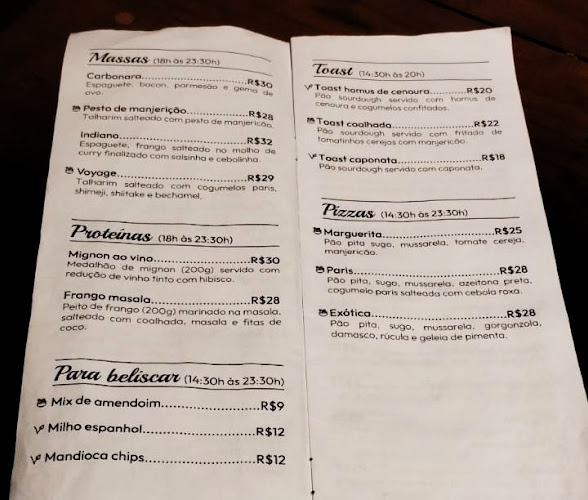 Massas (18h às 23:30h)
Carbonara..........................R$30
Espaguete, bacon, parmesão e gema de
ovo.
Pesto de manjericão...............R$28
Talharim salteado com pesto de manjericão.
Indiano..............................R$32
Espaguete, frango salteado no molho de
curry finalizado com salsinha e cebolinha.
Voyage..............................R$29
Talharim salteado com cogumelos paris,
shimeji, shiitake e bechamel.
Proteínas (18h às 23:30h)
Mignon ao vino....................R$30
Medalhão de mignon (200g) servido com
redução de vinho tinto com hibisco.
Frango masala.....................R$28
Peito de frango (200g) marinado na masala,
salteado com coalhada, masala e fitas de
coco.
Para beliscar (14:30h às 23:30h)
Mix de amendoim....................R$9
Milho espanhol.......................R$12
Mandioca chips.......................R$12
Toast (14:30h às 20h)
Toast homus de cenoura............R$20
Pão sourdough servido com homus de
cenoura e cogumelos confitados.
Toast coalhada.....................R$22
Pão sourdough servido com fritada de
tomatinhos cerejas com manjericão.
Toast caponata.....................R$18
Pão sourdough servido com caponata.
Pizzas (14:30h às 23:30h)
Marguerita..........................R$25
Pão pita sugo, mussarela, tomate cereja,
manjericão.
Paris................................R$28
Pão pita, sugo, mussarela, azeitona preta,
cogumelo paris salteada com cebola roxa.
Exótica.............................R$28
Pão pita, sugo, mussarela, gorgonzola,
damasco, rúcula e geleia de pimenta.